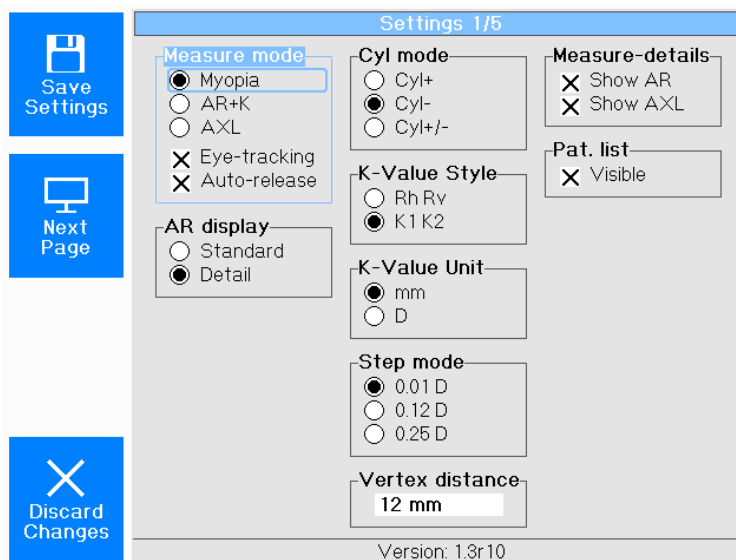 Settings 1/5
Save
Settings
Next
Page
Discard
Changes
Measure mode
Myopia
AR+K
AXL
Eye-tracking
Auto-release
AR display
Standard
Detail
Cyl mode
Cyl+
Cyl-
Cyl+/-
K-Value Style
Rh Rv
K1 K2
K-Value Unit
mm
D
Step mode
0.01 D
0.12 D
0.25 D
Vertex distance
12 mm
Measure-details
Show AR
Show AXL
Pat. list
Visible
Version: 1.3r10